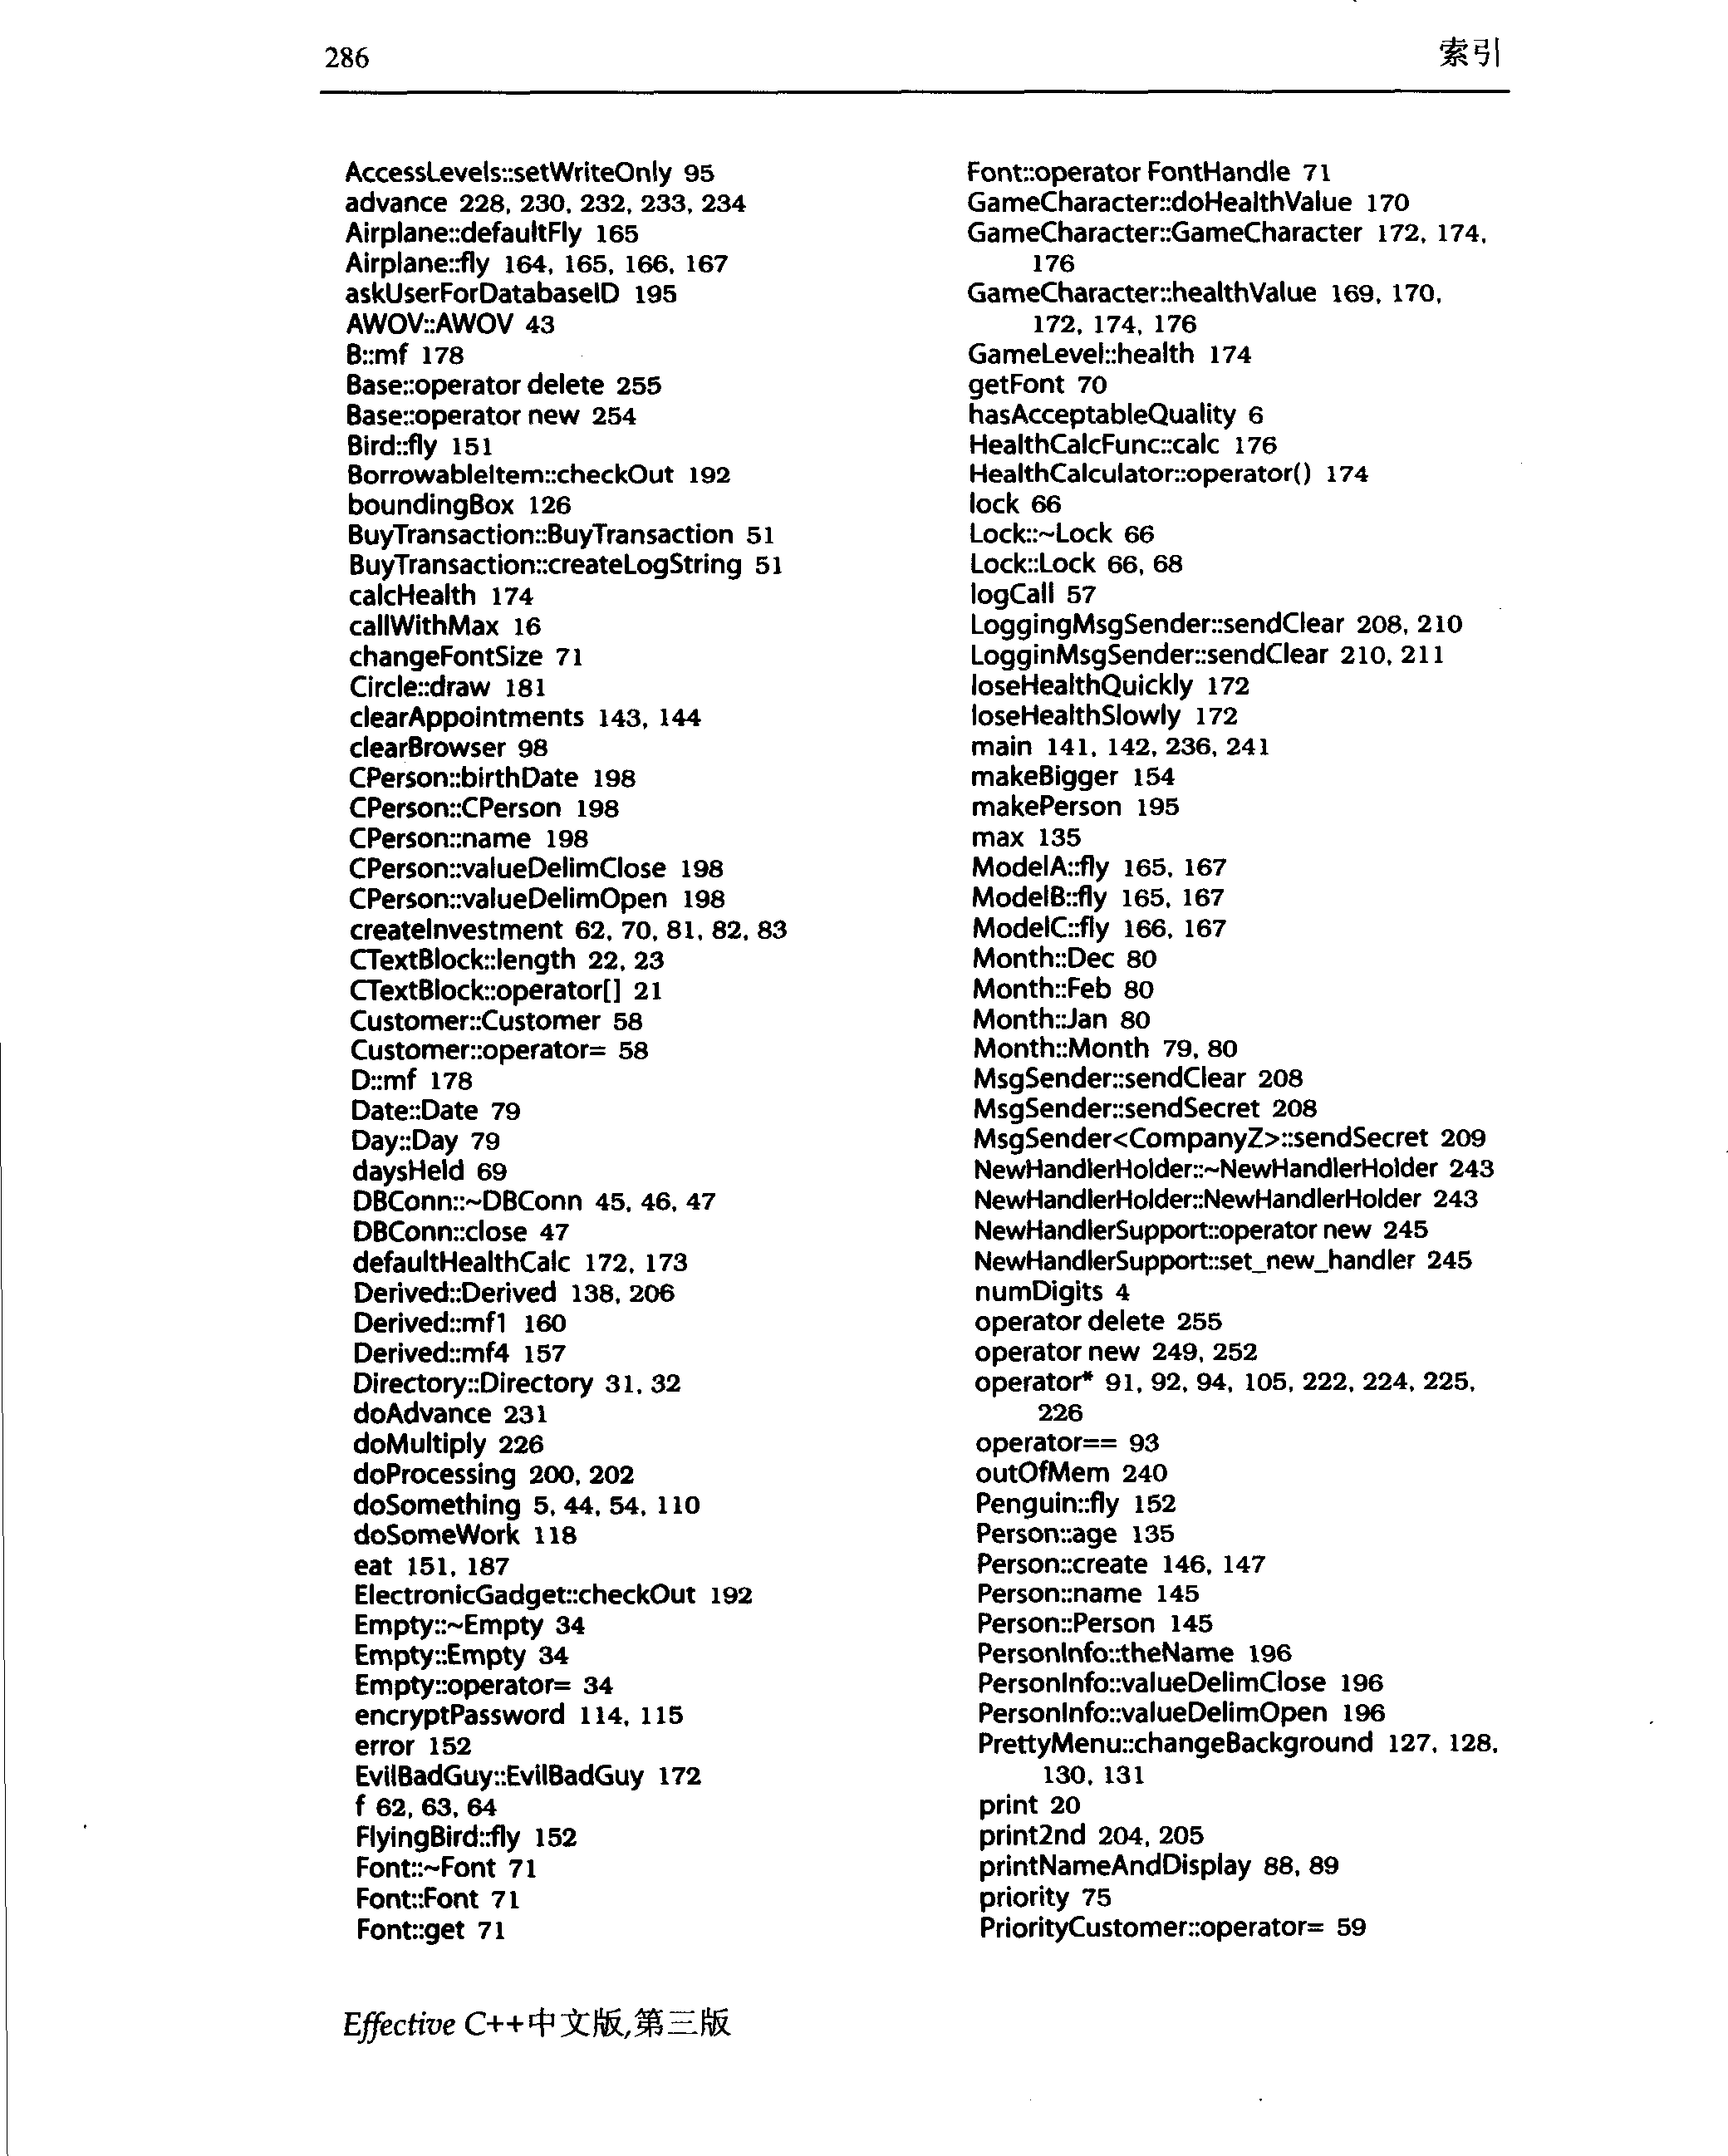 286
索引
AccessLevels::setWriteOnly 95
advance 228, 230, 232, 233, 234
Airplane::defaultFly 165
Airplane::fly 164, 165, 166, 167
askUserForDatabaseID 195
AWOV::AWOV 43
B::mf 178
Base::operator delete 255
Base::operator new 254
Bird::fly 151
BorrowableItem::checkOut 192
boundingBox 126
BuyTransaction::BuyTransaction 51
BuyTransaction::createLogString 51
calcHealth 174
callWithMax 16
changeFontSize 71
Circle::draw 181
clearAppointments 143, 144
clearBrowser 98
CPerson::birthDate 198
CPerson::CPerson 198
CPerson::name 198
CPerson::valueDelimClose 198
CPerson::valueDelimOpen 198
createInvestment 62, 70, 81, 82, 83
CTextBlock::length 22, 23
CTextBlock::operator[] 21
Customer::Customer 58
Customer::operator= 58
D::mf 178
Date::Date 79
Day::Day 79
daysHeld 69
DBConn::~DBConn 45, 46, 47
DBConn::close 47
defaultHealthCalc 172, 173
Derived::Derived 138, 206
Derived::mf1 160
Derived::mf4 157
Directory::Directory 31, 32
doAdvance 231
doMultiply 226
doProcessing 200, 202
doSomething 5, 44, 54, 110
doSomeWork 118
eat 151, 187
ElectronicGadget::checkOut 192
Empty::~Empty 34
Empty::Empty 34
Empty::operator= 34
encryptPassword 114, 115
error 152
EvilBadGuy::EvilBadGuy 172
f 62, 63, 64
FlyingBird::fly 152
Font::~Font 71
Font::Font 71
Font::get 71
Font::operator FontHandle 71
GameCharacter::doHealthValue 170
GameCharacter::GameCharacter 172, 174,
176
GameCharacter::healthValue 169, 170,
172, 174, 176
GameLevel::health 174
getFont 70
hasAcceptableQuality 6
HealthCalcFunc::calc 176
HealthCalculator::operator() 174
lock 66
Lock::~Lock 66
Lock::Lock 66, 68
logCall 57
LoggingMsgSender::sendClear 208, 210
LogginMsgSender::sendClear 210, 211
loseHealthQuickly 172
loseHealthSlowly 172
main 141, 142, 236, 241
makeBigger 154
makePerson 195
max 135
ModelA::fly 165, 167
ModelB::fly 165, 167
ModelC::fly 166, 167
Month::Dec 80
Month::Feb 80
Month::Jan 80
Month::Month 79, 80
MsgSender::sendClear 208
MsgSender::sendSecret 208
MsgSender<CompanyZ>::sendSecret 209
NewHandlerHolder::~NewHandlerHolder 243
NewHandlerHolder::NewHandlerHolder 243
NewHandlerSupport::operator new 245
NewHandlerSupport::set_new_handler 245
numDigits 4
operator delete 255
operator new 249, 252
operator* 91, 92, 94, 105, 222, 224, 225,
226
operator== 93
outOfMem 240
Penguin::fly 152
Person::age 135
Person::create 146, 147
Person::name 145
Person::Person 145
PersonInfo::theName 196
PersonInfo::valueDelimClose 196
PersonInfo::valueDelimOpen 196
PrettyMenu::changeBackground 127, 128,
130, 131
print 20
print2nd 204, 205
printNameAndDisplay 88, 89
priority 75
PriorityCustomer::operator= 59
Effective C++中文版,第三版